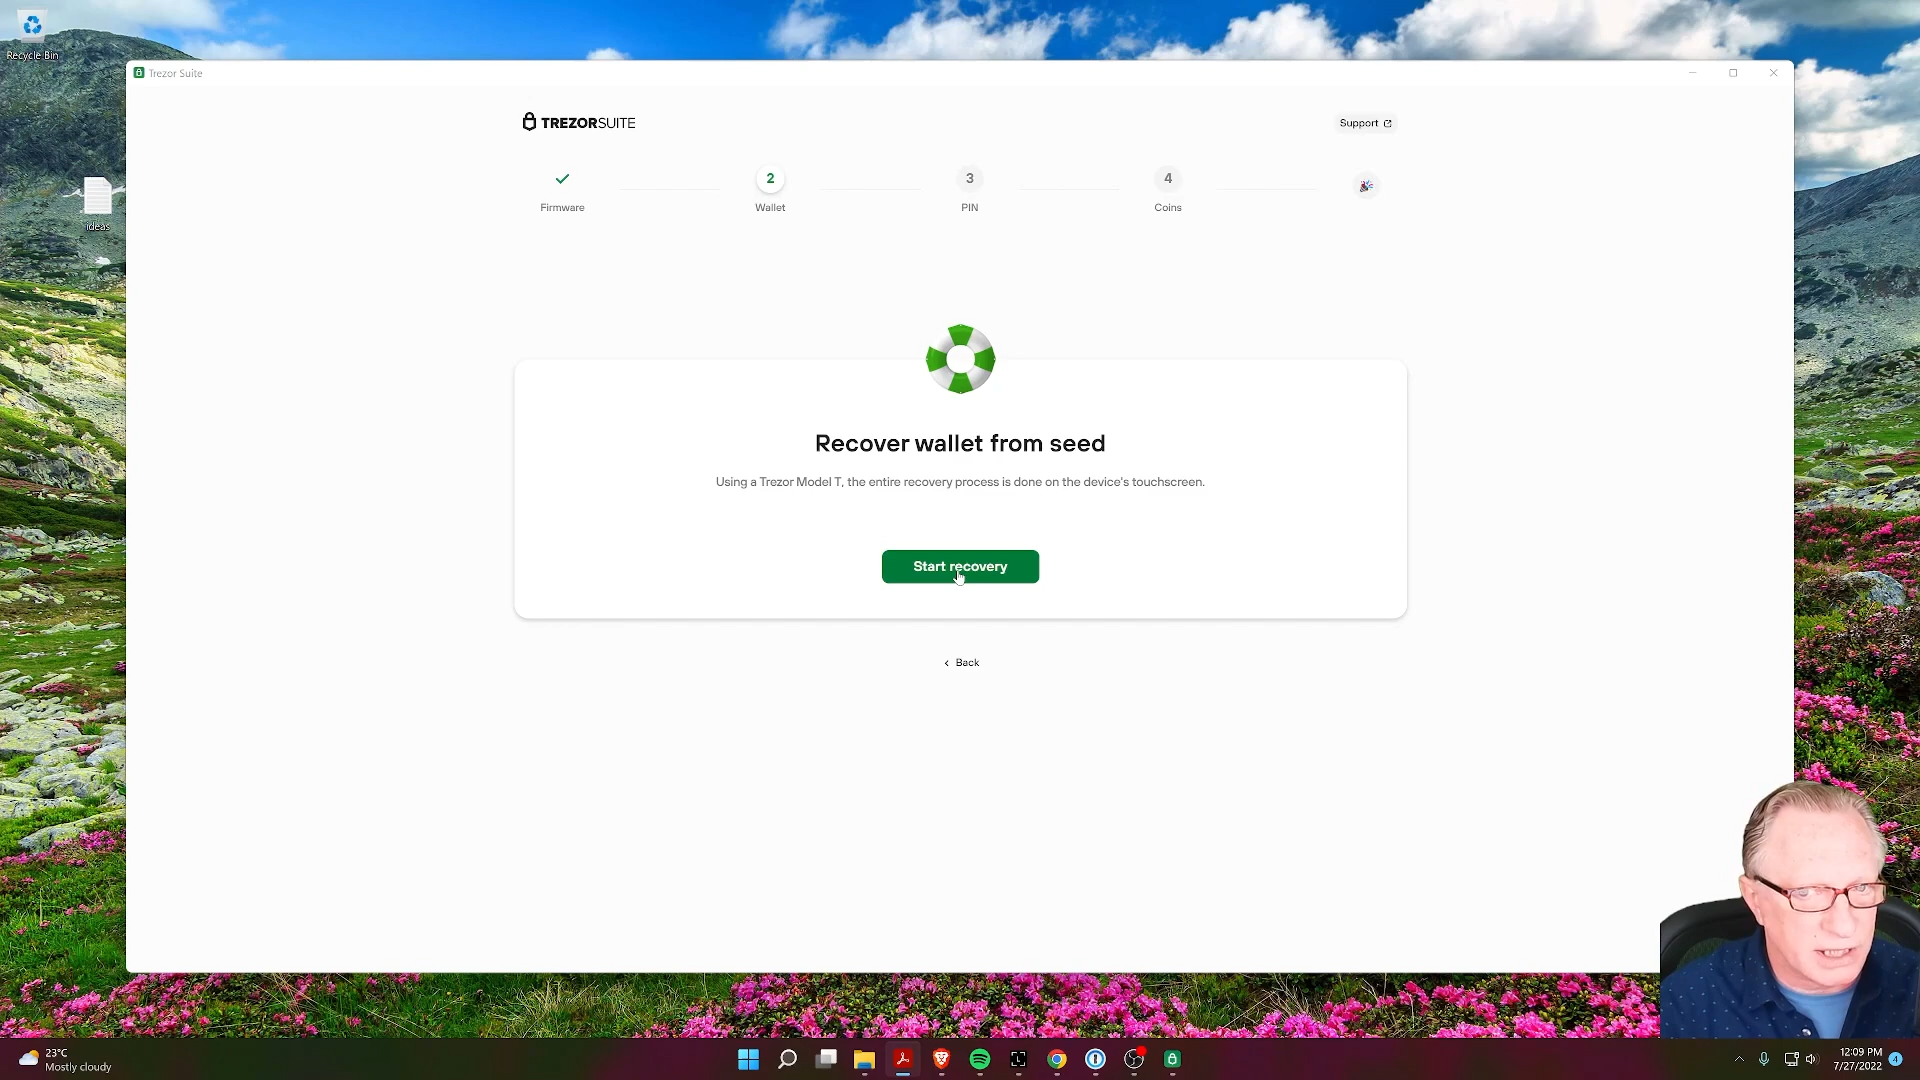 Recycle Bin
Trezor Suite
TREZORSUITE
Support
2
3
4
Firmware
Wallet
PIN
Coins
ideas
Recover wallet from seed
Using a Trezor Model T, the entire recovery process is done on the device's touchscreen.
Start recovery
Back
23°C
Mostly cloudy
12:09 PM
7/27/2022
4